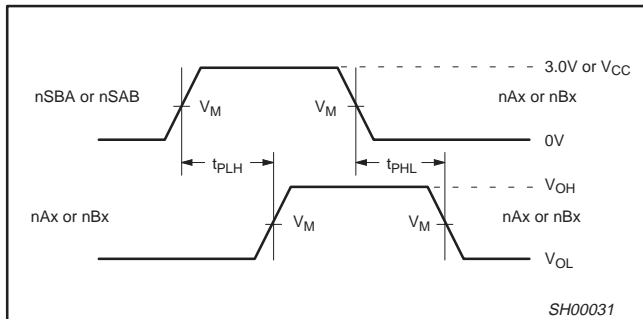 3.0V or VCC
nSBA or nSAB
VM
VM
nAx or nBx
0V
tPLH
tPHL
VOH
nAx or nBx
VM
VM
nAx or nBx
VOL
SH00031